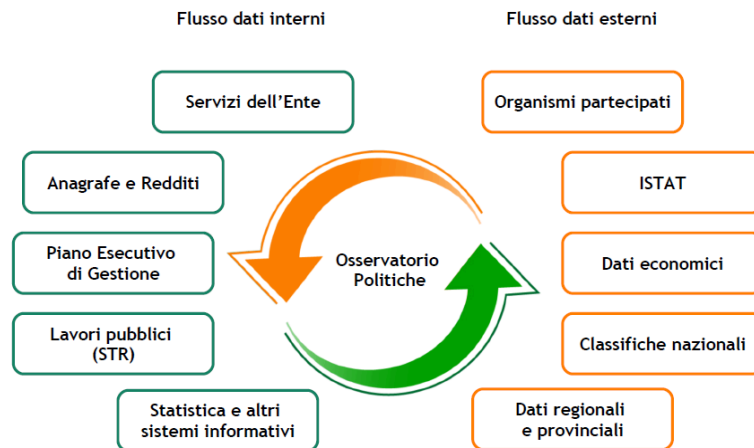 Flusso dati interni
Flusso dati esterni
Servizi dell'Ente
Organismi partecipati
Anagrafe e Redditi
ISTAT
Piano Esecutivo
di Gestione
Osservatorio
Politiche
Dati economici
Lavori pubblici
(STR)
Classifiche nazionali
Statistica e altri
sistemi informativi
Dati regionali
e provinciali